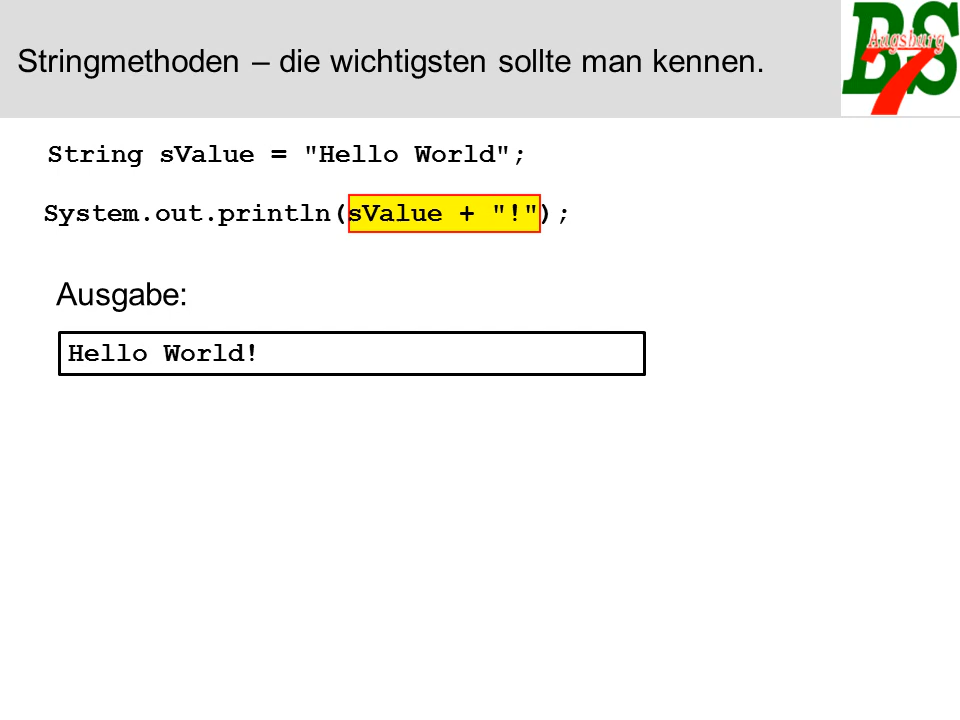 Stringmethoden – die wichtigsten sollte man kennen.
BS
Augsburg
7
String sValue = "Hello World";
System.out.println(sValue + "!");
Ausgabe:
Hello World!